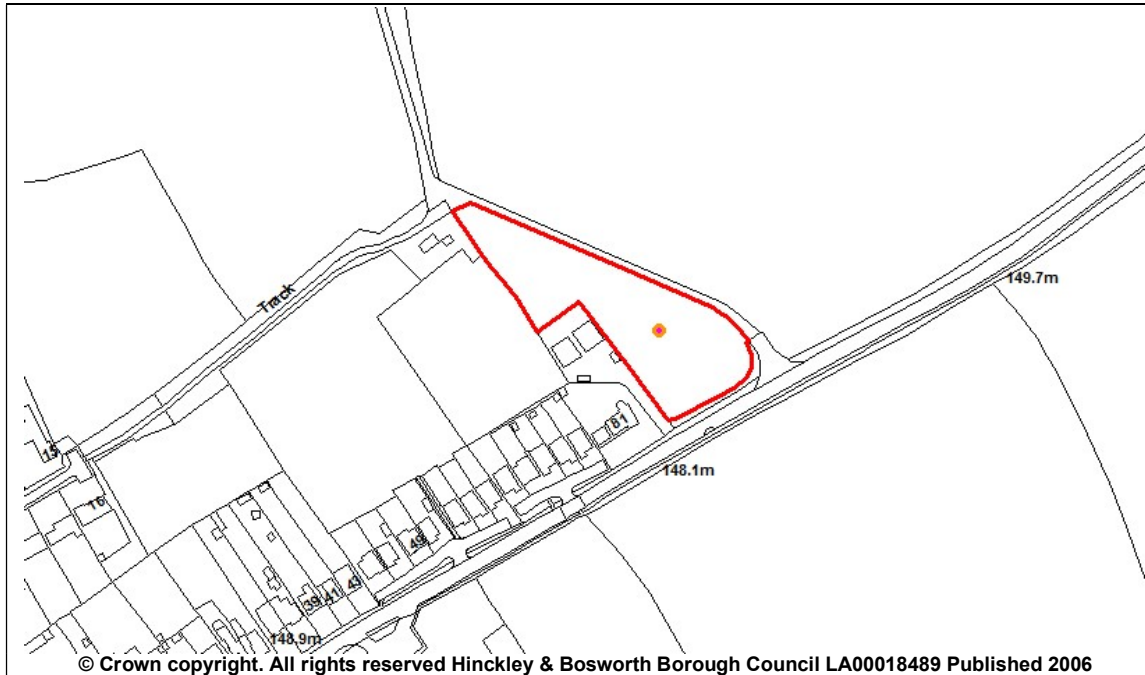 Track
149.7m
81
148.1m
15
16
49
43
41
39
148.9m
© Crown copyright. All rights reserved Hinckley & Bosworth Borough Council LA00018489 Published 2006